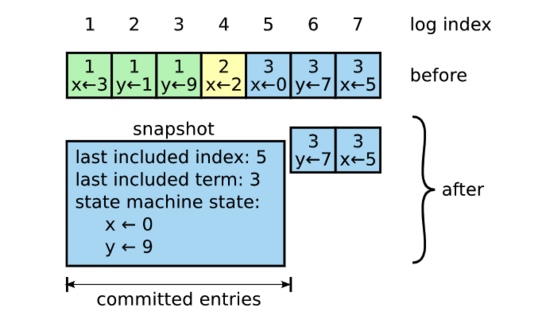 1 2 3 4 5 6 7 log index
1 1 1 2 3 3 3
x←3 y←1 y←9 x←2 x←0 y←7 x←5
before
snapshot
last included index: 5
last included term: 3
state machine state:
x ← 0
y ← 9
3 3
y←7 x←5
after
committed entries